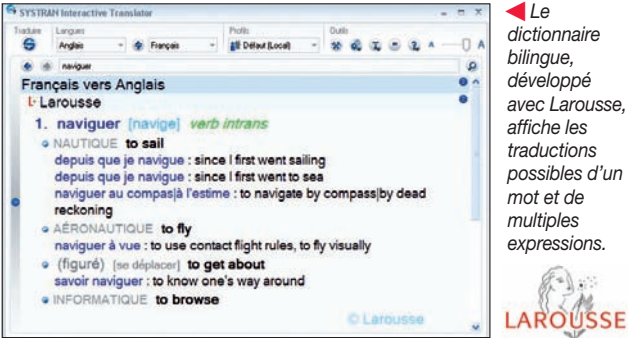 SYSTRAN Interactive Translator
Traduire Langues Profils Outils
Anglais Français Défaut (Local) A A
naviguer
Français vers Anglais
L· Larousse
1. naviguer [navige] verb intrans
NAUTIQUE to sail
depuis que je navigue : since I first went sailing
depuis que je navigue : since I first went to sea
naviguer au compas|à l'estime : to navigate by compass|by dead
reckoning
AÉRONAUTIQUE to fly
naviguer à vue : to use contact flight rules, to fly visually
(figuré) [se déplacer] to get about
savoir naviguer : to know one's way around
INFORMATIQUE to browse
© Larousse
Le
dictionnaire
bilingue,
développé
avec Larousse,
affiche les
traductions
possibles d'un
mot et de
multiples
expressions.
LAROUSSE